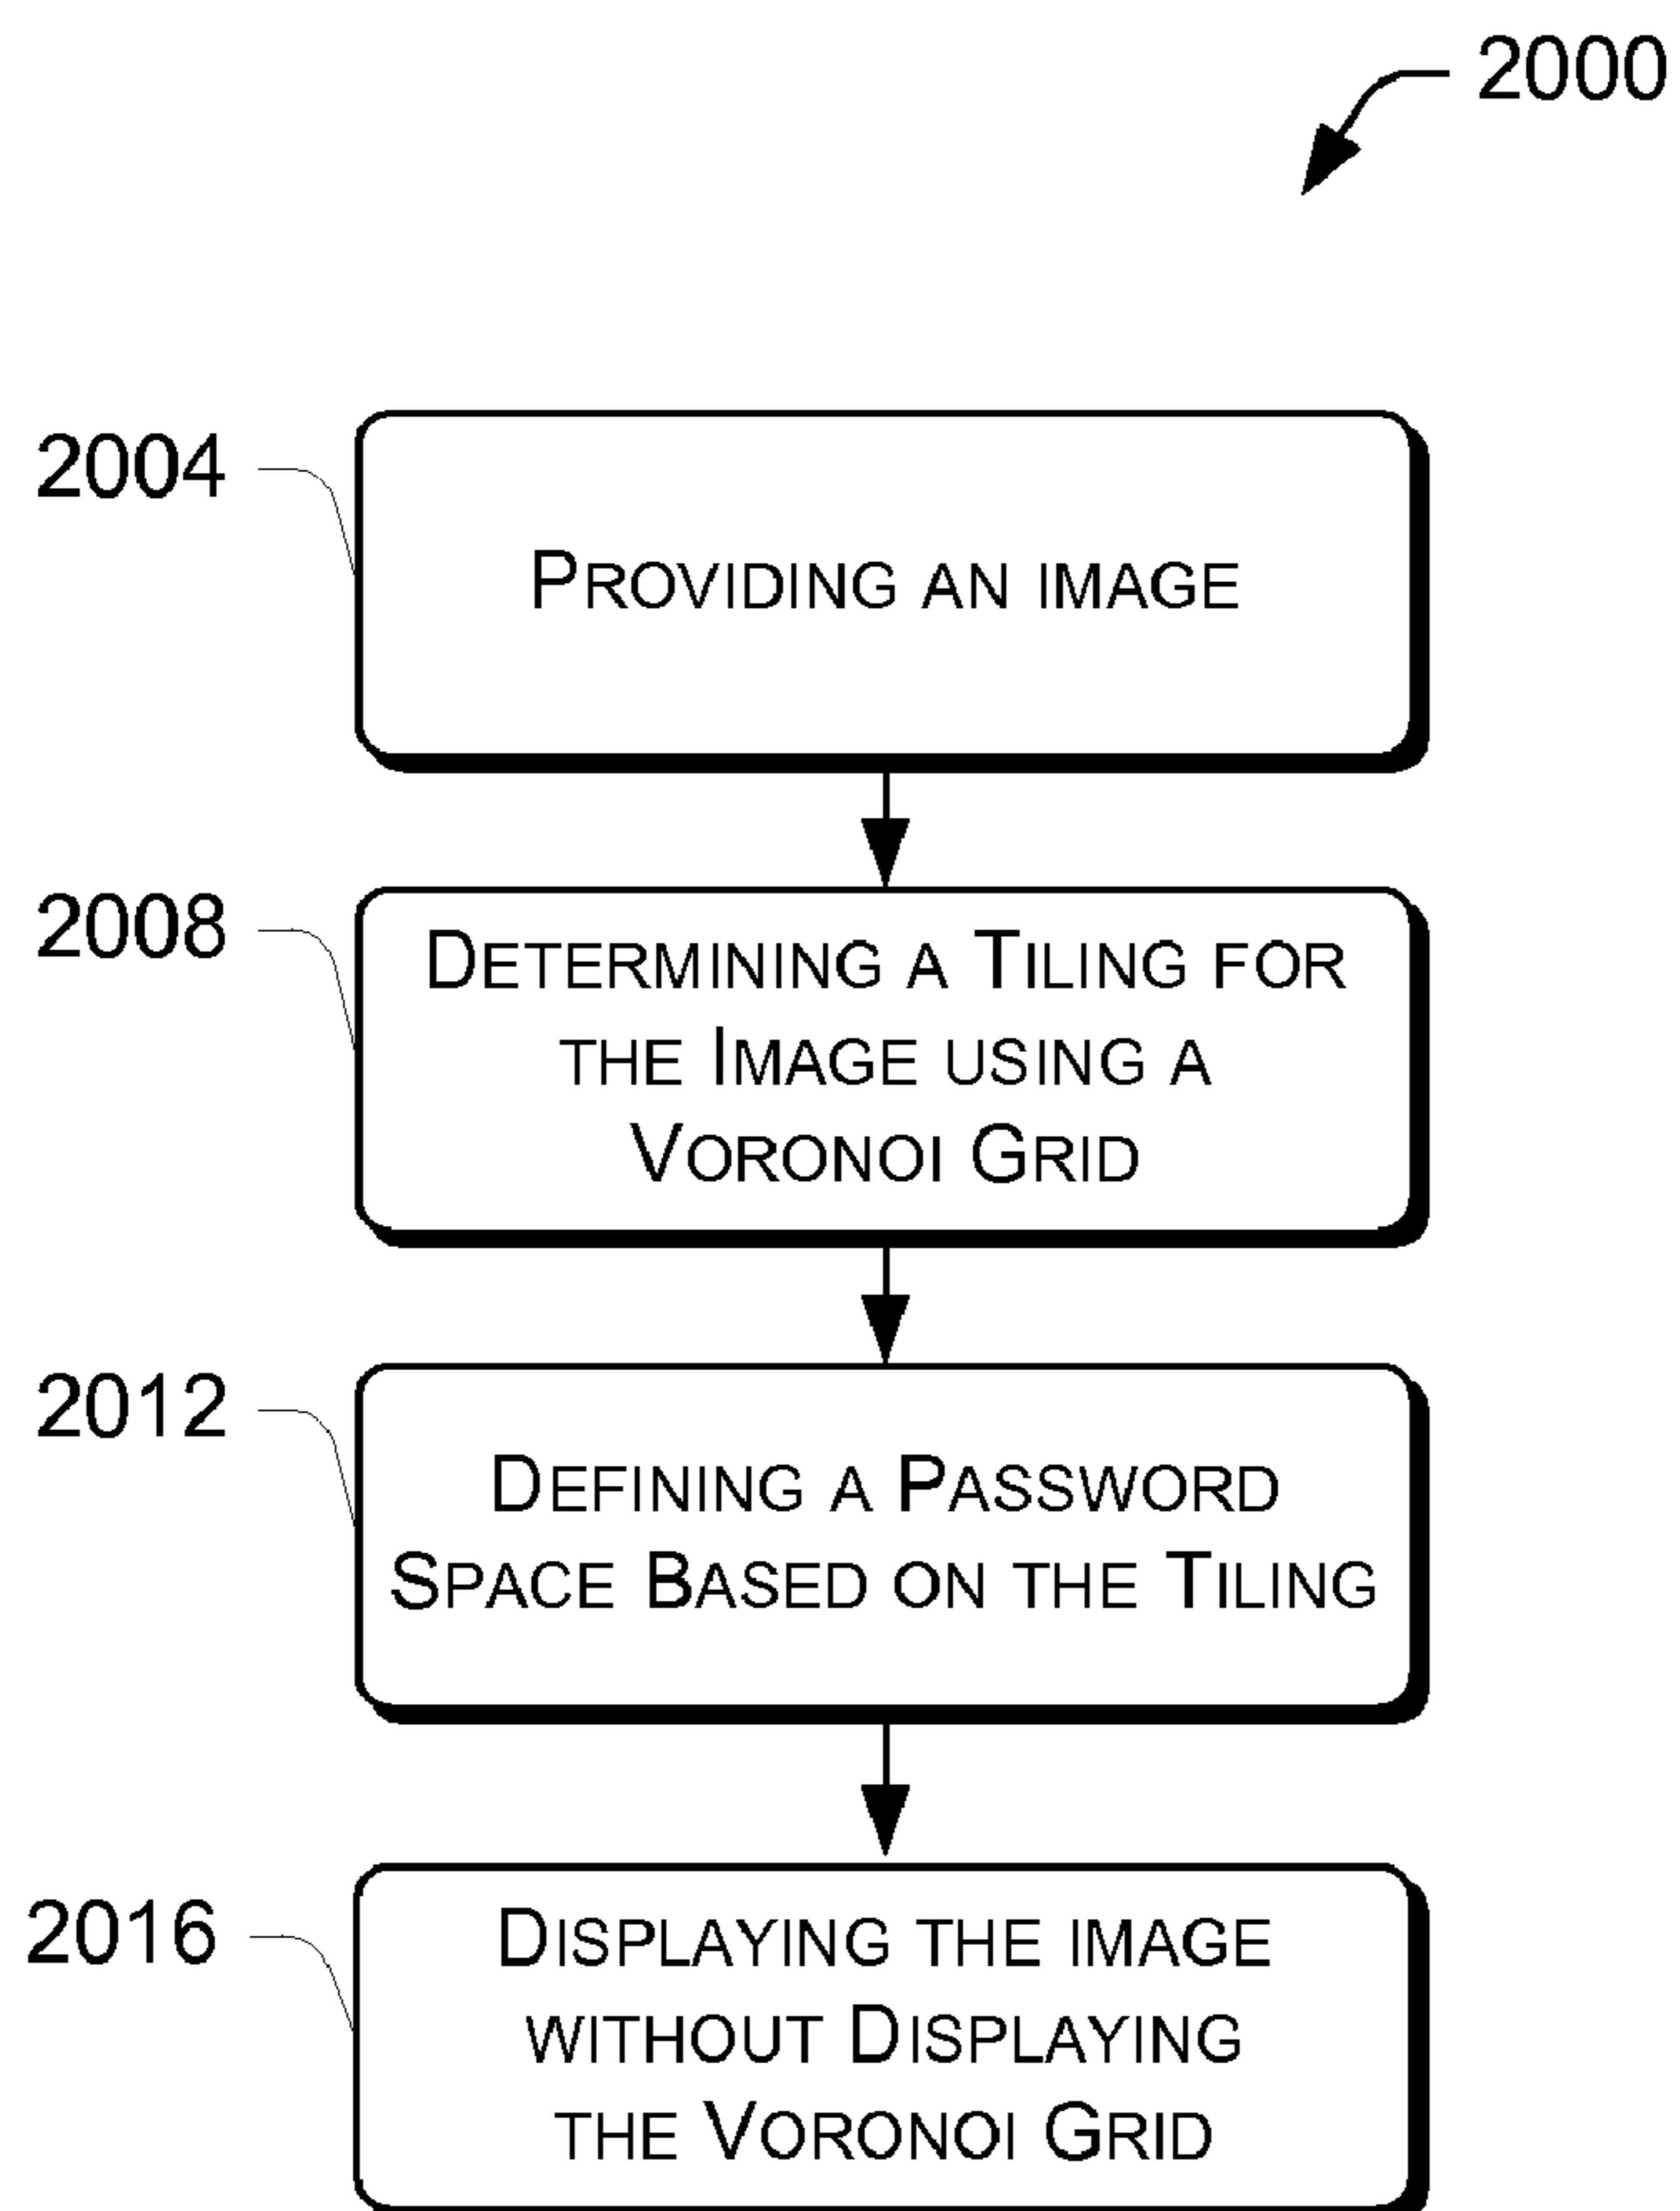 2000
2004
PROVIDING AN IMAGE
2008
DETERMINING A TILING FOR
THE IMAGE USING A
VORONOI GRID
2012
DEFINING A PASSWORD
SPACE BASED ON THE TILING
2016
DISPLAYING THE IMAGE
WITHOUT DISPLAYING
THE VORONOI GRID